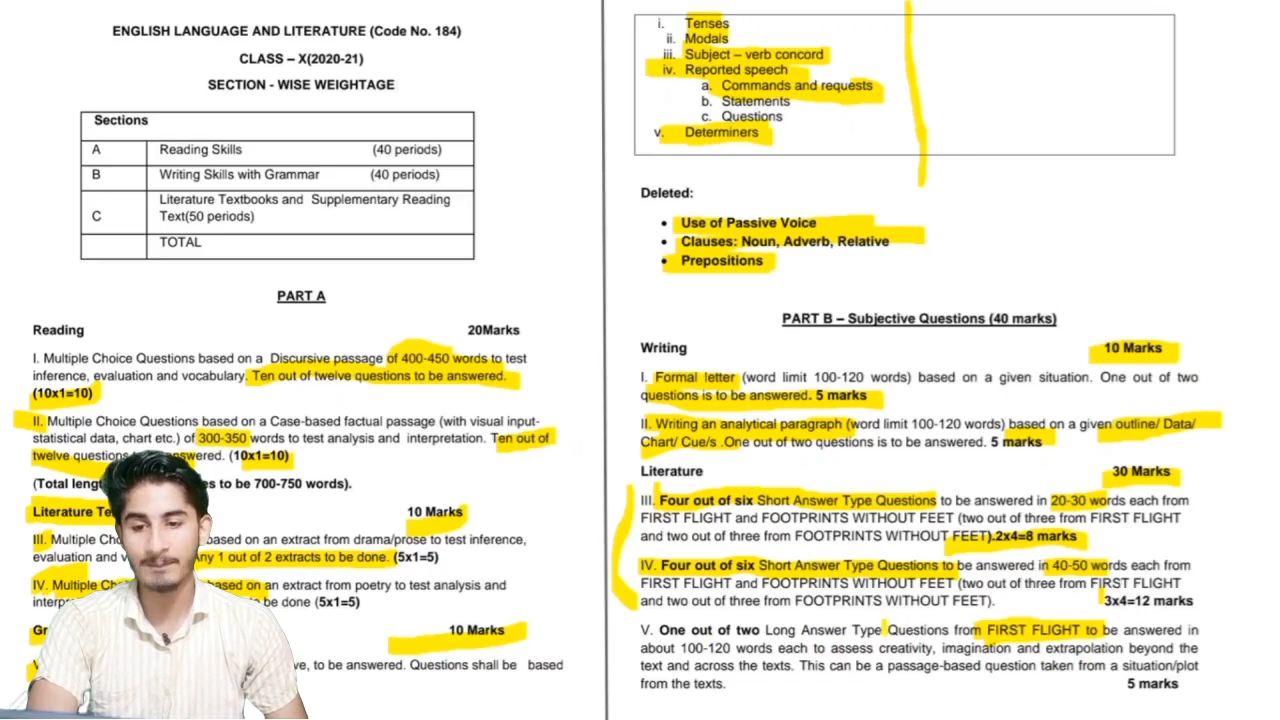 ENGLISH LANGUAGE AND LITERATURE (Code No. 184)
CLASS – X(2020-21)
SECTION - WISE WEIGHTAGE
Sections
A Reading Skills (40 periods)
B Writing Skills with Grammar (40 periods)
C Literature Textbooks and Supplementary Reading
Text(50 periods)
TOTAL
PART A
Reading 20Marks
I. Multiple Choice Questions based on a Discursive passage of 400-450 words to test
inference, evaluation and vocabulary. Ten out of twelve questions to be answered.
(10x1=10)
II. Multiple Choice Questions based on a Case-based factual passage (with visual input-
statistical data, chart etc.) of 300-350 words to test analysis and interpretation. Ten out of
twelve questions answered. (10x1=10)
(Total to be 700-750 words).
Literature 10 Marks
III. Multiple based on an extract from drama/prose to test inference,
evaluation and Any 1 out of 2 extracts to be done. (5x1=5)
IV. Multiple based on an extract from poetry to test analysis and
be done (5x1=5)
10 Marks
to be answered. Questions shall be based
i. Tenses
ii. Modals
iii. Subject – verb concord
iv. Reported speech
a. Commands and requests
b. Statements
c. Questions
v. Determiners
Deleted:
• Use of Passive Voice
• Clauses: Noun, Adverb, Relative
• Prepositions
PART B – Subjective Questions (40 marks)
Writing 10 Marks
I. Formal letter (word limit 100-120 words) based on a given situation. One out of two
questions is to be answered. 5 marks
II. Writing an analytical paragraph (word limit 100-120 words) based on a given outline/ Data/
Chart/ Cue/s .One out of two questions is to be answered. 5 marks
Literature 30 Marks
III. Four out of six Short Answer Type Questions to be answered in 20-30 words each from
FIRST FLIGHT and FOOTPRINTS WITHOUT FEET (two out of three from FIRST FLIGHT
and two out of three from FOOTPRINTS WITHOUT FEET).2x4=8 marks
IV. Four out of six Short Answer Type Questions to be answered in 40-50 words each from
FIRST FLIGHT and FOOTPRINTS WITHOUT FEET (two out of three from FIRST FLIGHT
and two out of three from FOOTPRINTS WITHOUT FEET). 3x4=12 marks
V. One out of two Long Answer Type Questions from FIRST FLIGHT to be answered in
about 100-120 words each to assess creativity, imagination and extrapolation beyond the
text and across the texts. This can be a passage-based question taken from a situation/plot
from the texts. 5 marks